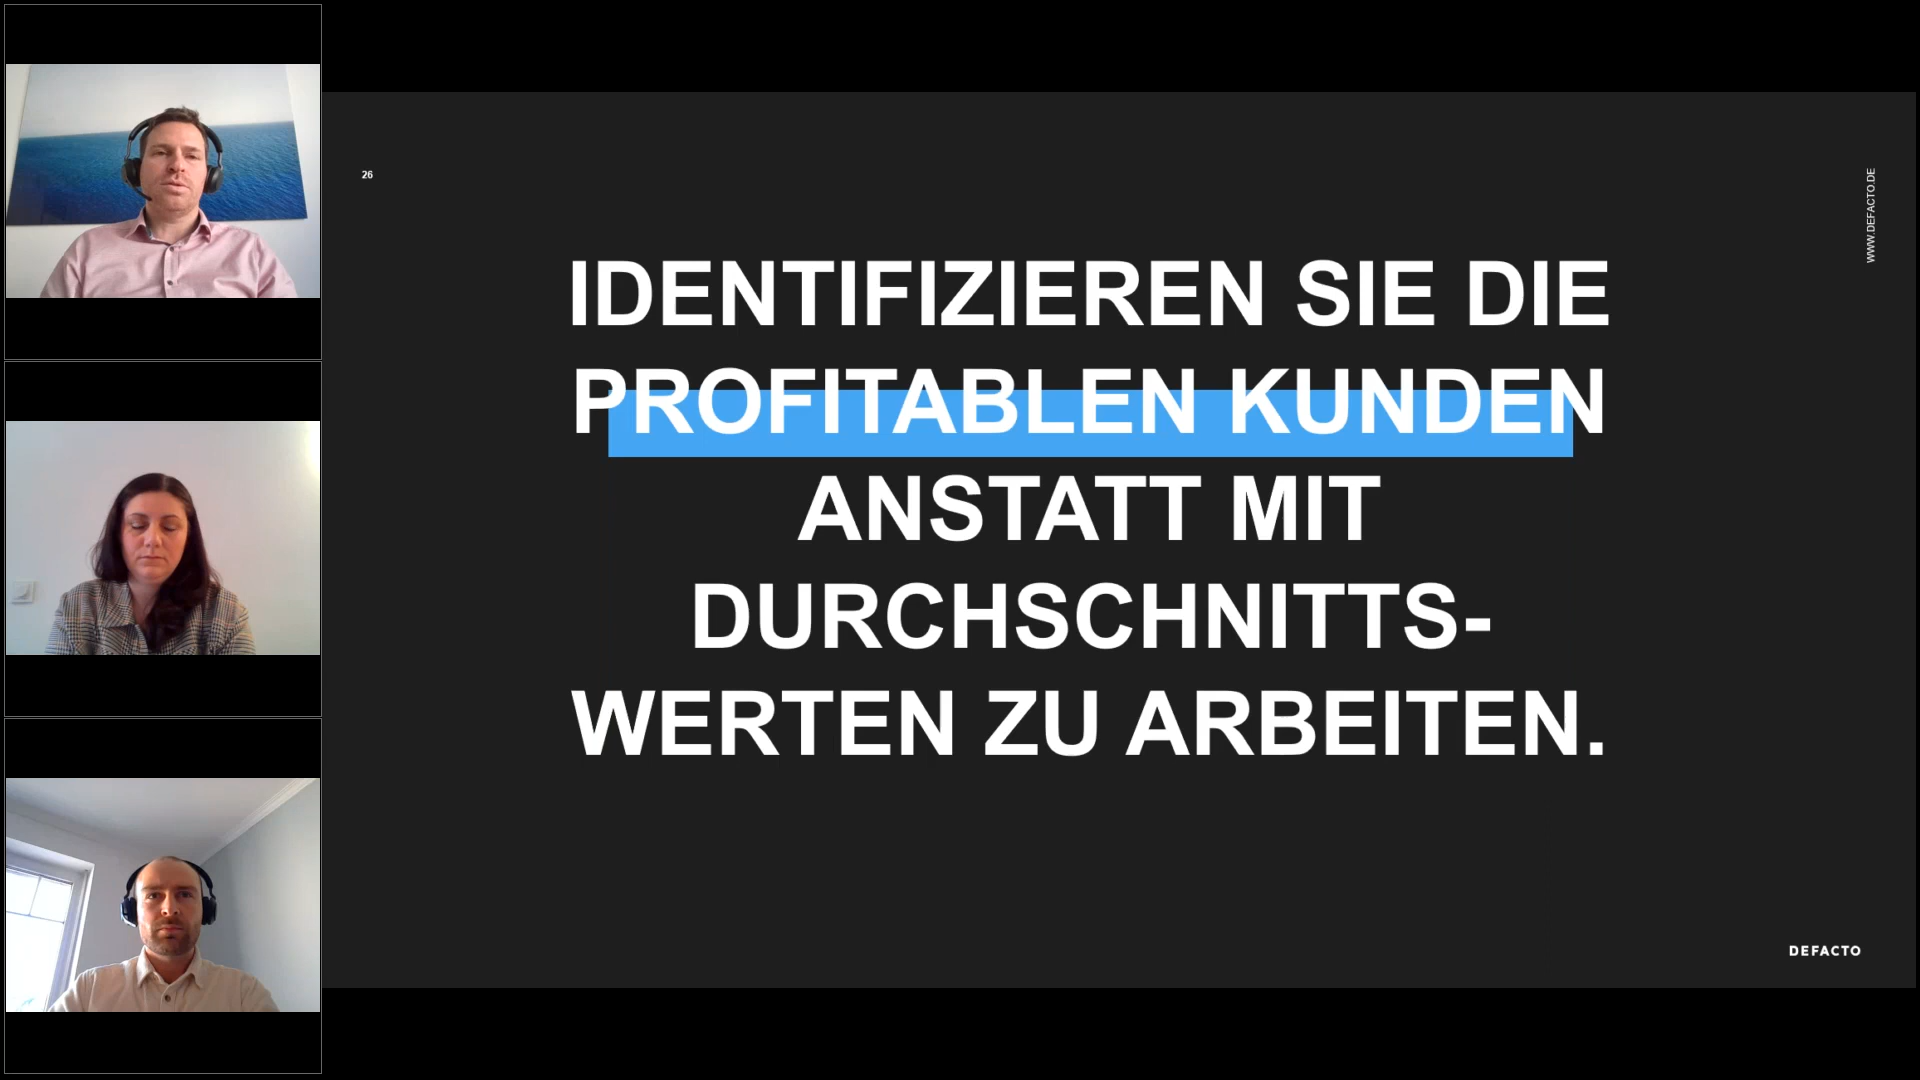 26
WWW.DEFACTO.DE
IDENTIFIZIEREN SIE DIE
PROFITABLEN KUNDEN
ANSTATT MIT
DURCHSCHNITTS-
WERTEN ZU ARBEITEN.
DEFACTO